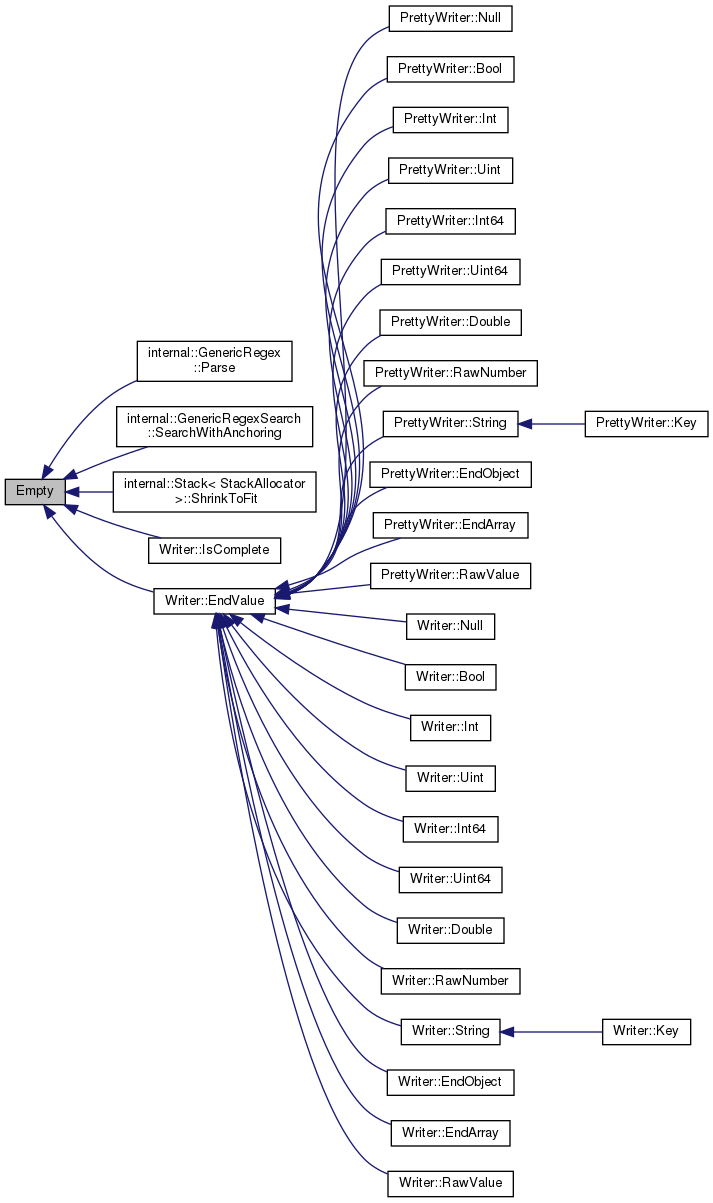 PrettyWriter::Null
PrettyWriter::Bool
PrettyWriter::Int
PrettyWriter::Uint
PrettyWriter::Int64
PrettyWriter::Uint64
PrettyWriter::Double
internal::GenericRegex
::Parse
PrettyWriter::RawNumber
internal::GenericRegexSearch
::SearchWithAnchoring
PrettyWriter::String
PrettyWriter::Key
PrettyWriter::EndObject
Empty
internal::Stack< StackAllocator
>::ShrinkToFit
PrettyWriter::EndArray
Writer::IsComplete
PrettyWriter::RawValue
Writer::EndValue
Writer::Null
Writer::Bool
Writer::Int
Writer::Uint
Writer::Int64
Writer::Uint64
Writer::Double
Writer::RawNumber
Writer::String
Writer::Key
Writer::EndObject
Writer::EndArray
Writer::RawValue